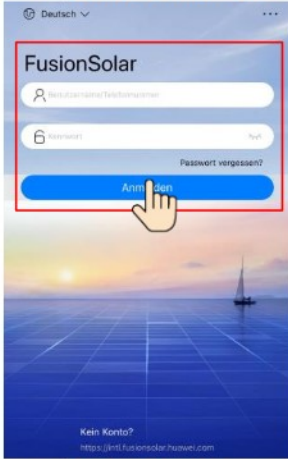 Deutsch
FusionSolar
Benutzername/Telefonnummer
Kennwort
Passwort vergessen?
Anmelden
Kein Konto?
https://intl.fusionsolar.huawei.com